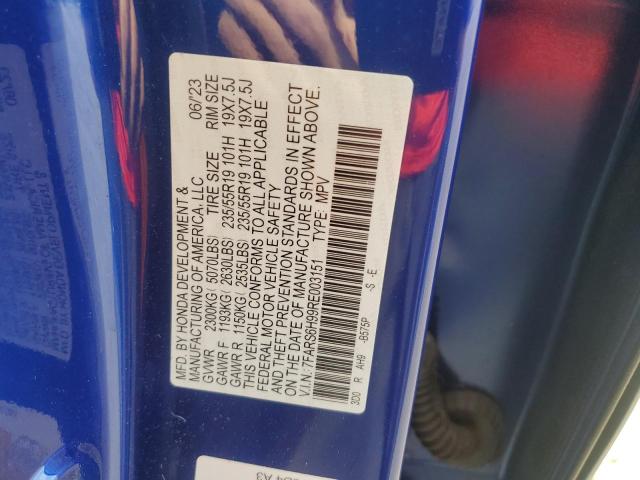 MFD. BY HONDA DEVELOPMENT &
MANUFACTURING OF AMERICA, LLC 06/'23
GVWR 2300KG( 5070LBS) TIRE SIZE RIM SIZE
GAWR F 1193KG( 2630LBS) 235/55R19 101H 19X7.5J
GAWR R 1150KG( 2535LBS) 235/55R19 101H 19X7.5J
THIS VEHICLE CONFORMS TO ALL APPLICABLE
FEDERAL MOTOR VEHICLE SAFETY
AND THEFT PREVENTION STANDARDS IN EFFECT
ON THE DATE OF MANUFACTURE SHOWN ABOVE.
V.I.N:7FARS6H99RE003151 TYPE: MPV
3D0 R AH9 -B575P -S -E